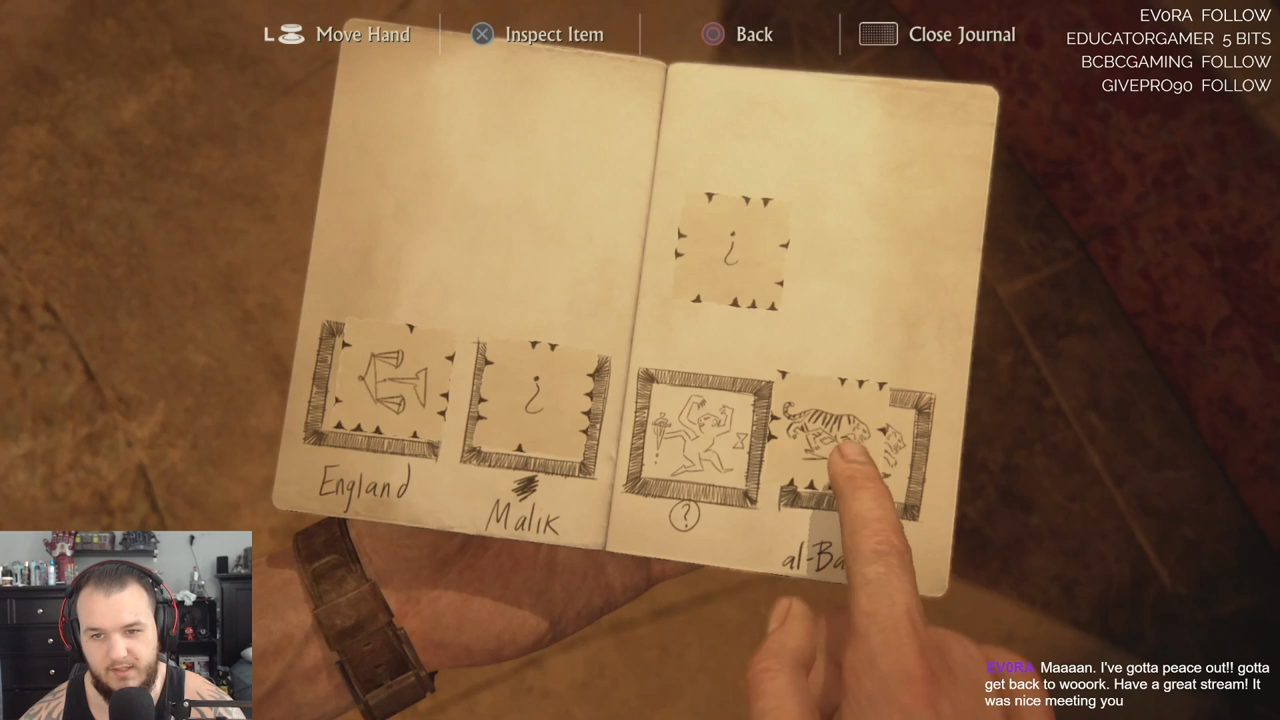 L Move Hand
Inspect Item
Back
Close Journal
EV0RA FOLLOW
EDUCATORGAMER 5 BITS
BCBCGAMING FOLLOW
GIVEPRO90 FOLLOW
¿
¿
England
Malik
?
al-Ba
EV0RA Maaaan. I've gotta peace out!! gotta
get back to wooork. Have a great stream! It
was nice meeting you